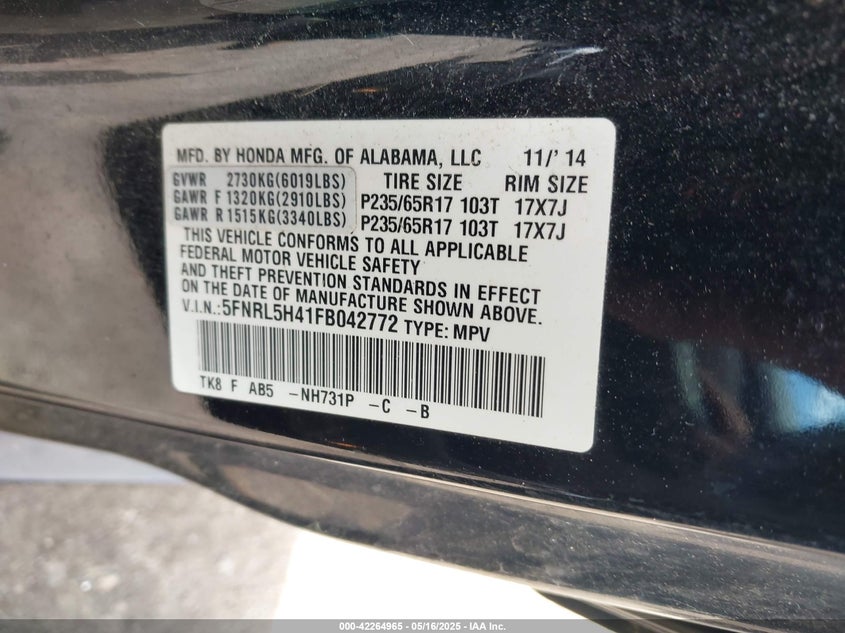 MFD. BY HONDA MFG. OF ALABAMA, LLC 11/' 14
GVWR 2730KG(6019LBS) TIRE SIZE RIM SIZE
GAWR F 1320KG(2910LBS) P235/65R17 103T 17X7J
GAWR R 1515KG(3340LBS) P235/65R17 103T 17X7J
THIS VEHICLE CONFORMS TO ALL APPLICABLE
FEDERAL MOTOR VEHICLE SAFETY
AND THEFT PREVENTION STANDARDS IN EFFECT
ON THE DATE OF MANUFACTURE SHOWN ABOVE.
V.I.N.:5FNRL5H41FB042772 TYPE: MPV
TK8 F AB5 -NH731P -C -B
000-42264965 - 05/16/2025 - IAA Inc.